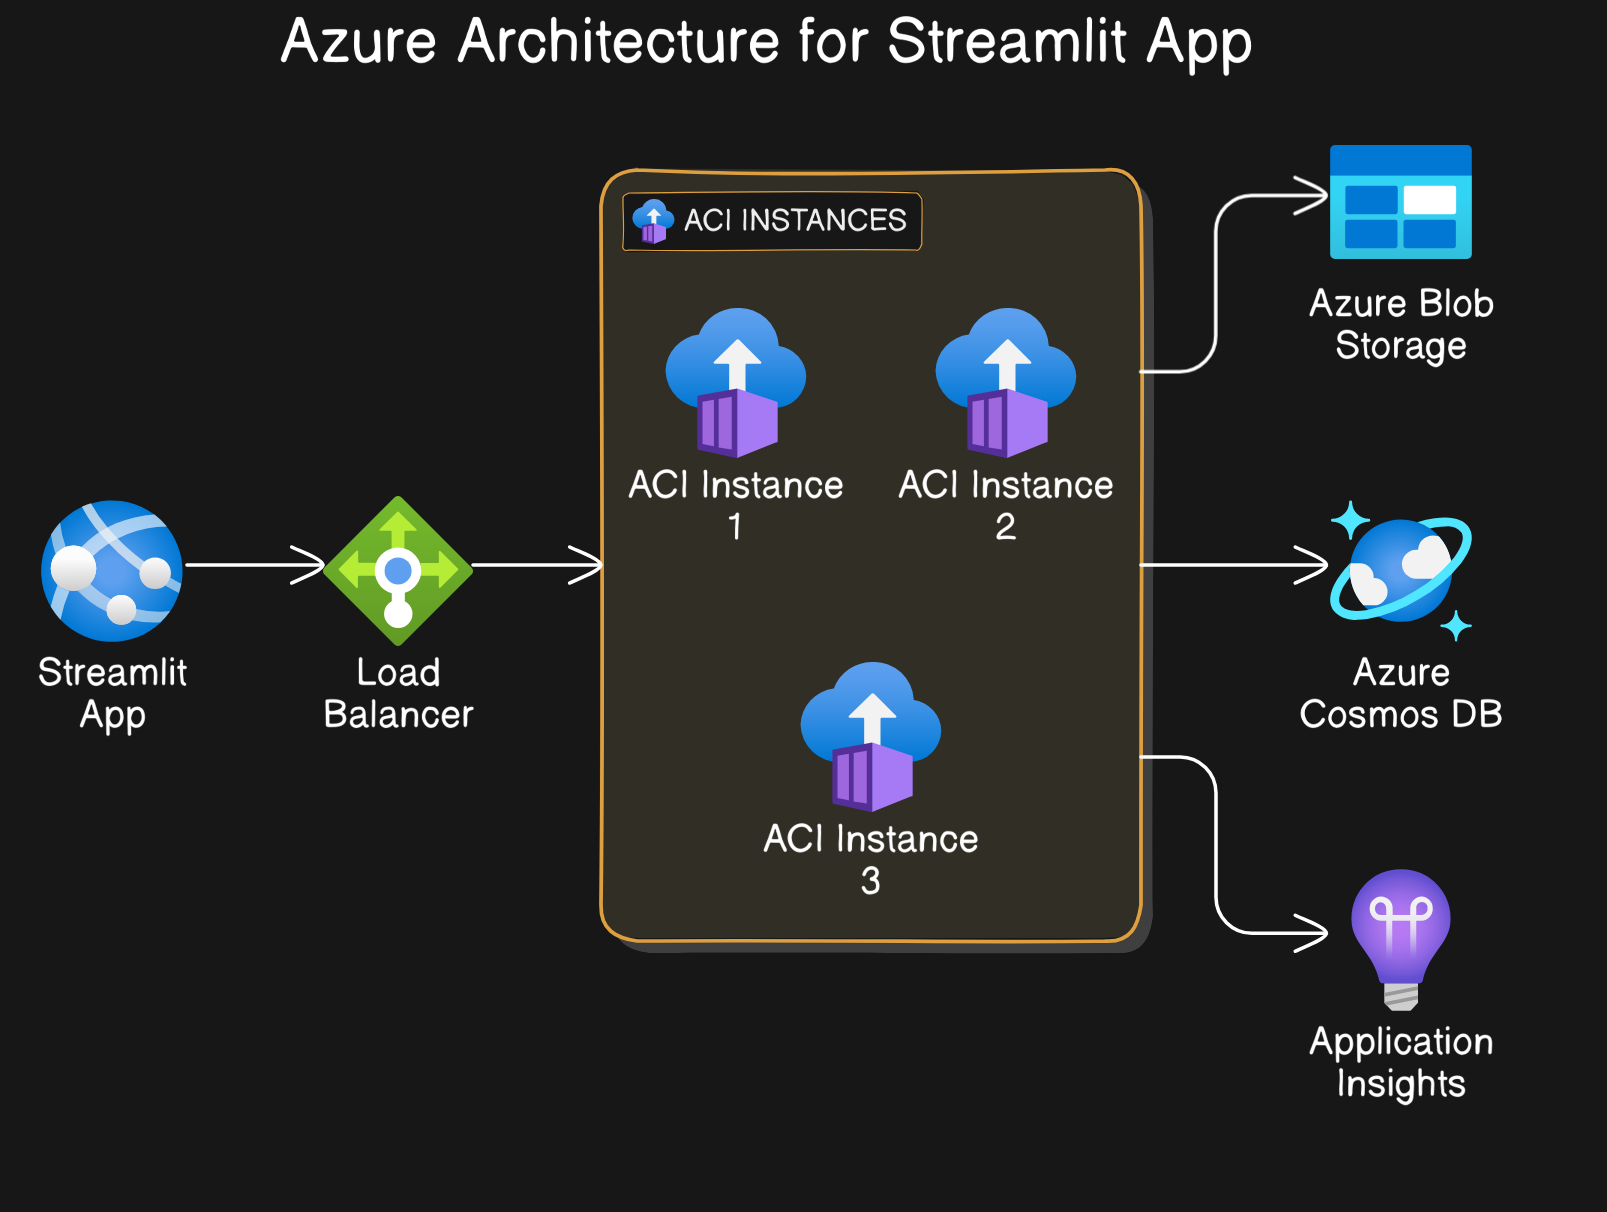 Azure Architecture for Streamlit App
ACI INSTANCES
ACI Instance
1
ACI Instance
2
ACI Instance
3
Streamlit
App
Load
Balancer
Azure Blob
Storage
Azure
Cosmos DB
Application
Insights